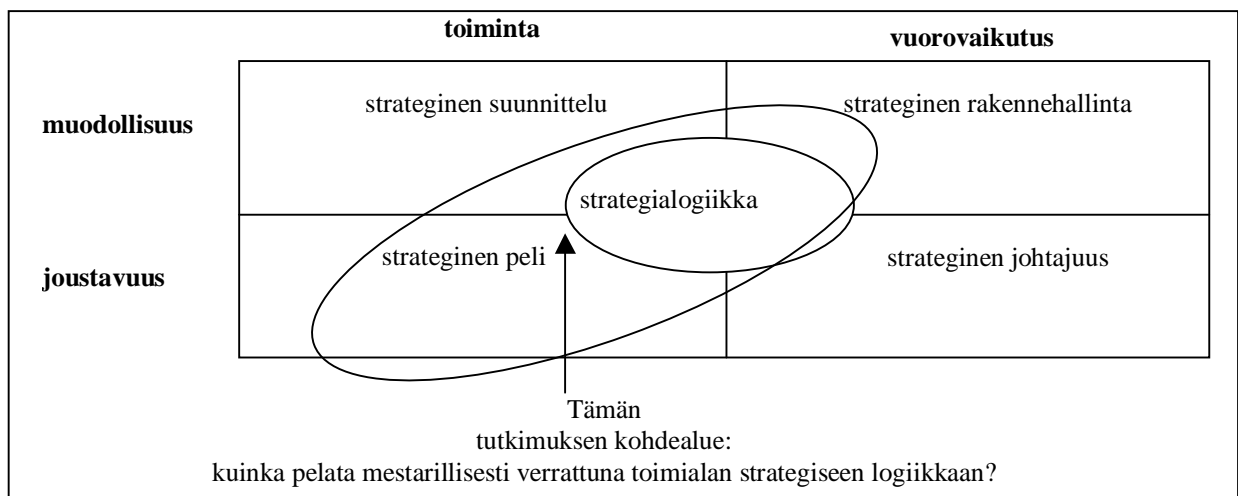 toiminta
vuorovaikutus
strateginen suunnittelu
strateginen rakennehallinta
muodollisuus
strategialogiikka
strateginen peli
strateginen johtajuus
joustavuus
Tämän
tutkimuksen kohdealue:
kuinka pelata mestarillisesti verrattuna toimialan strategiseen logiikkaan?